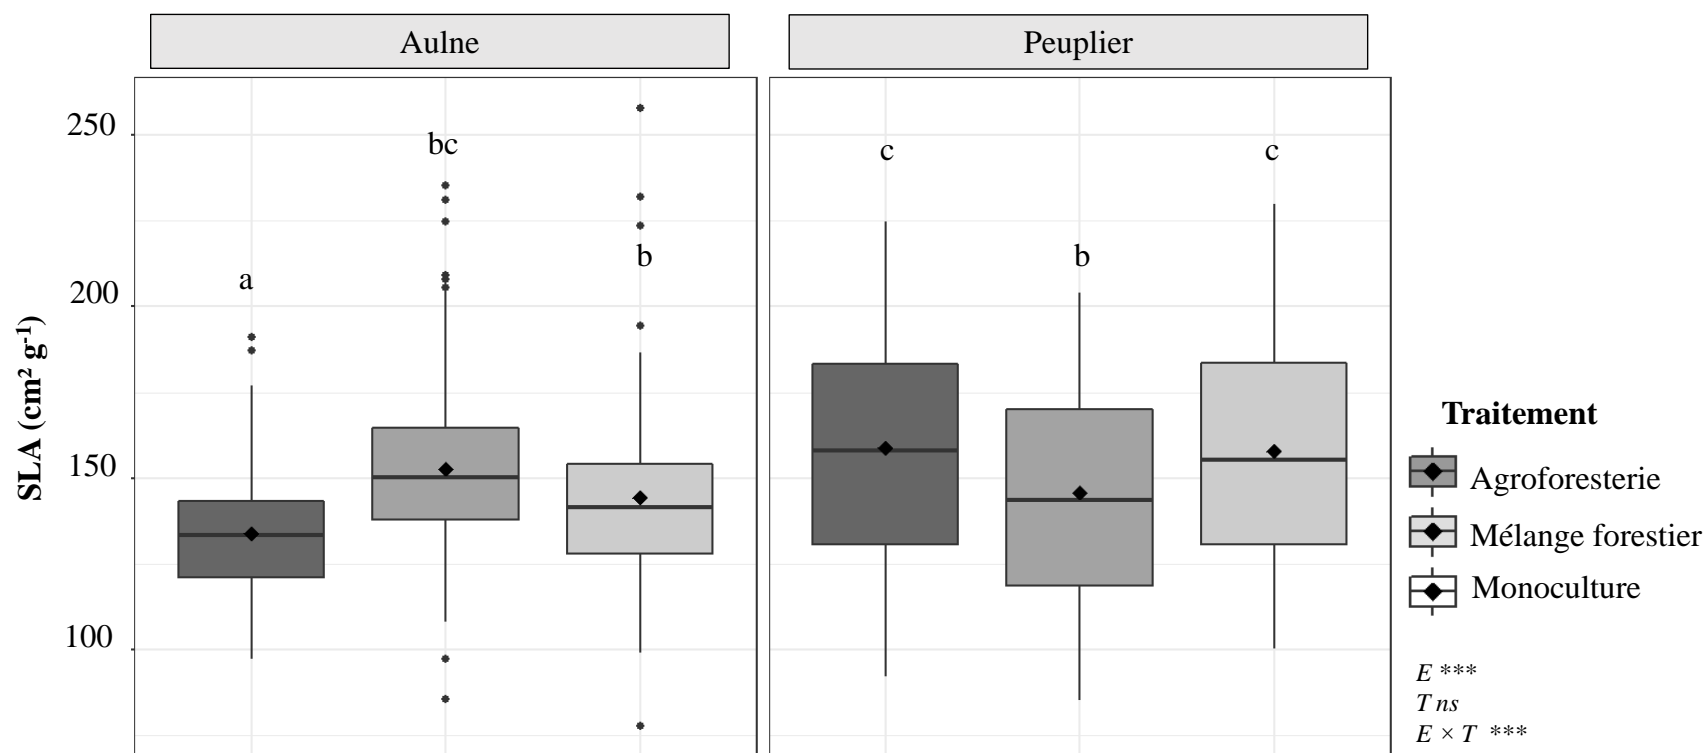 Aulne
Peuplier
250
200
150
100
SLA (cm² g⁻¹)
a
bc
b
c
b
c
Traitement
Agroforesterie
Mélange forestier
Monoculture
E ***
T ns
E × T ***